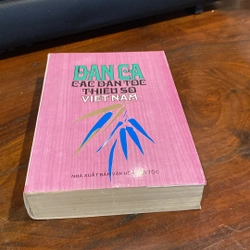 DÂN CA
CÁC DÂN TỘC
THIỂU SỐ
VIỆT NAM
NHÀ XUẤT BẢN VĂN HÓA DÂN TỘC